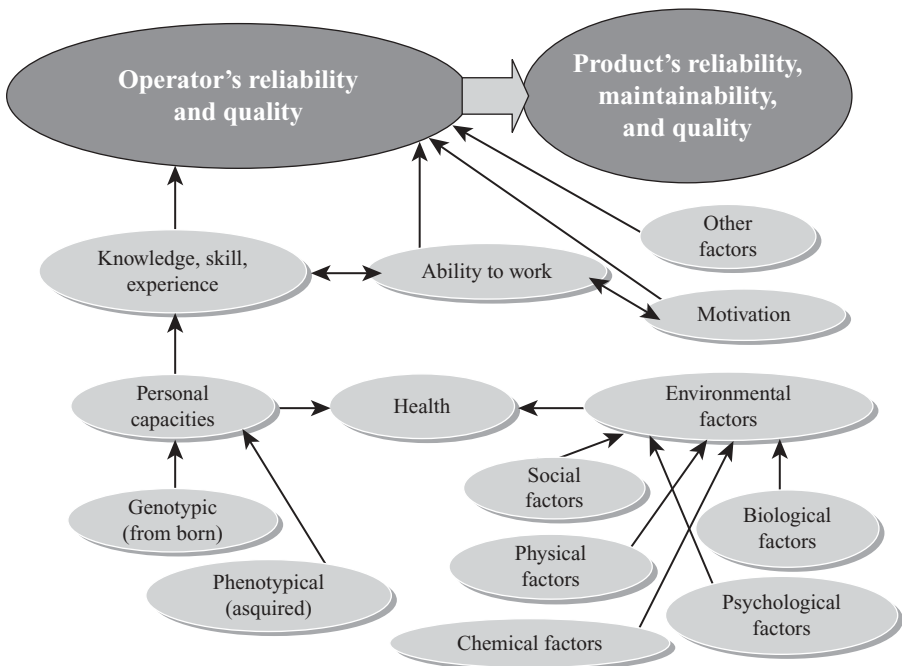 Operator’s reliability
and quality
Product’s reliability,
maintainability,
and quality
Other
factors
Knowledge, skill,
experience
Ability to work
Motivation
Personal
capacities
Health
Environmental
factors
Social
factors
Genotypic
(from born)
Biological
factors
Physical
factors
Phenotypical
(asquired)
Psychological
factors
Chemical factors